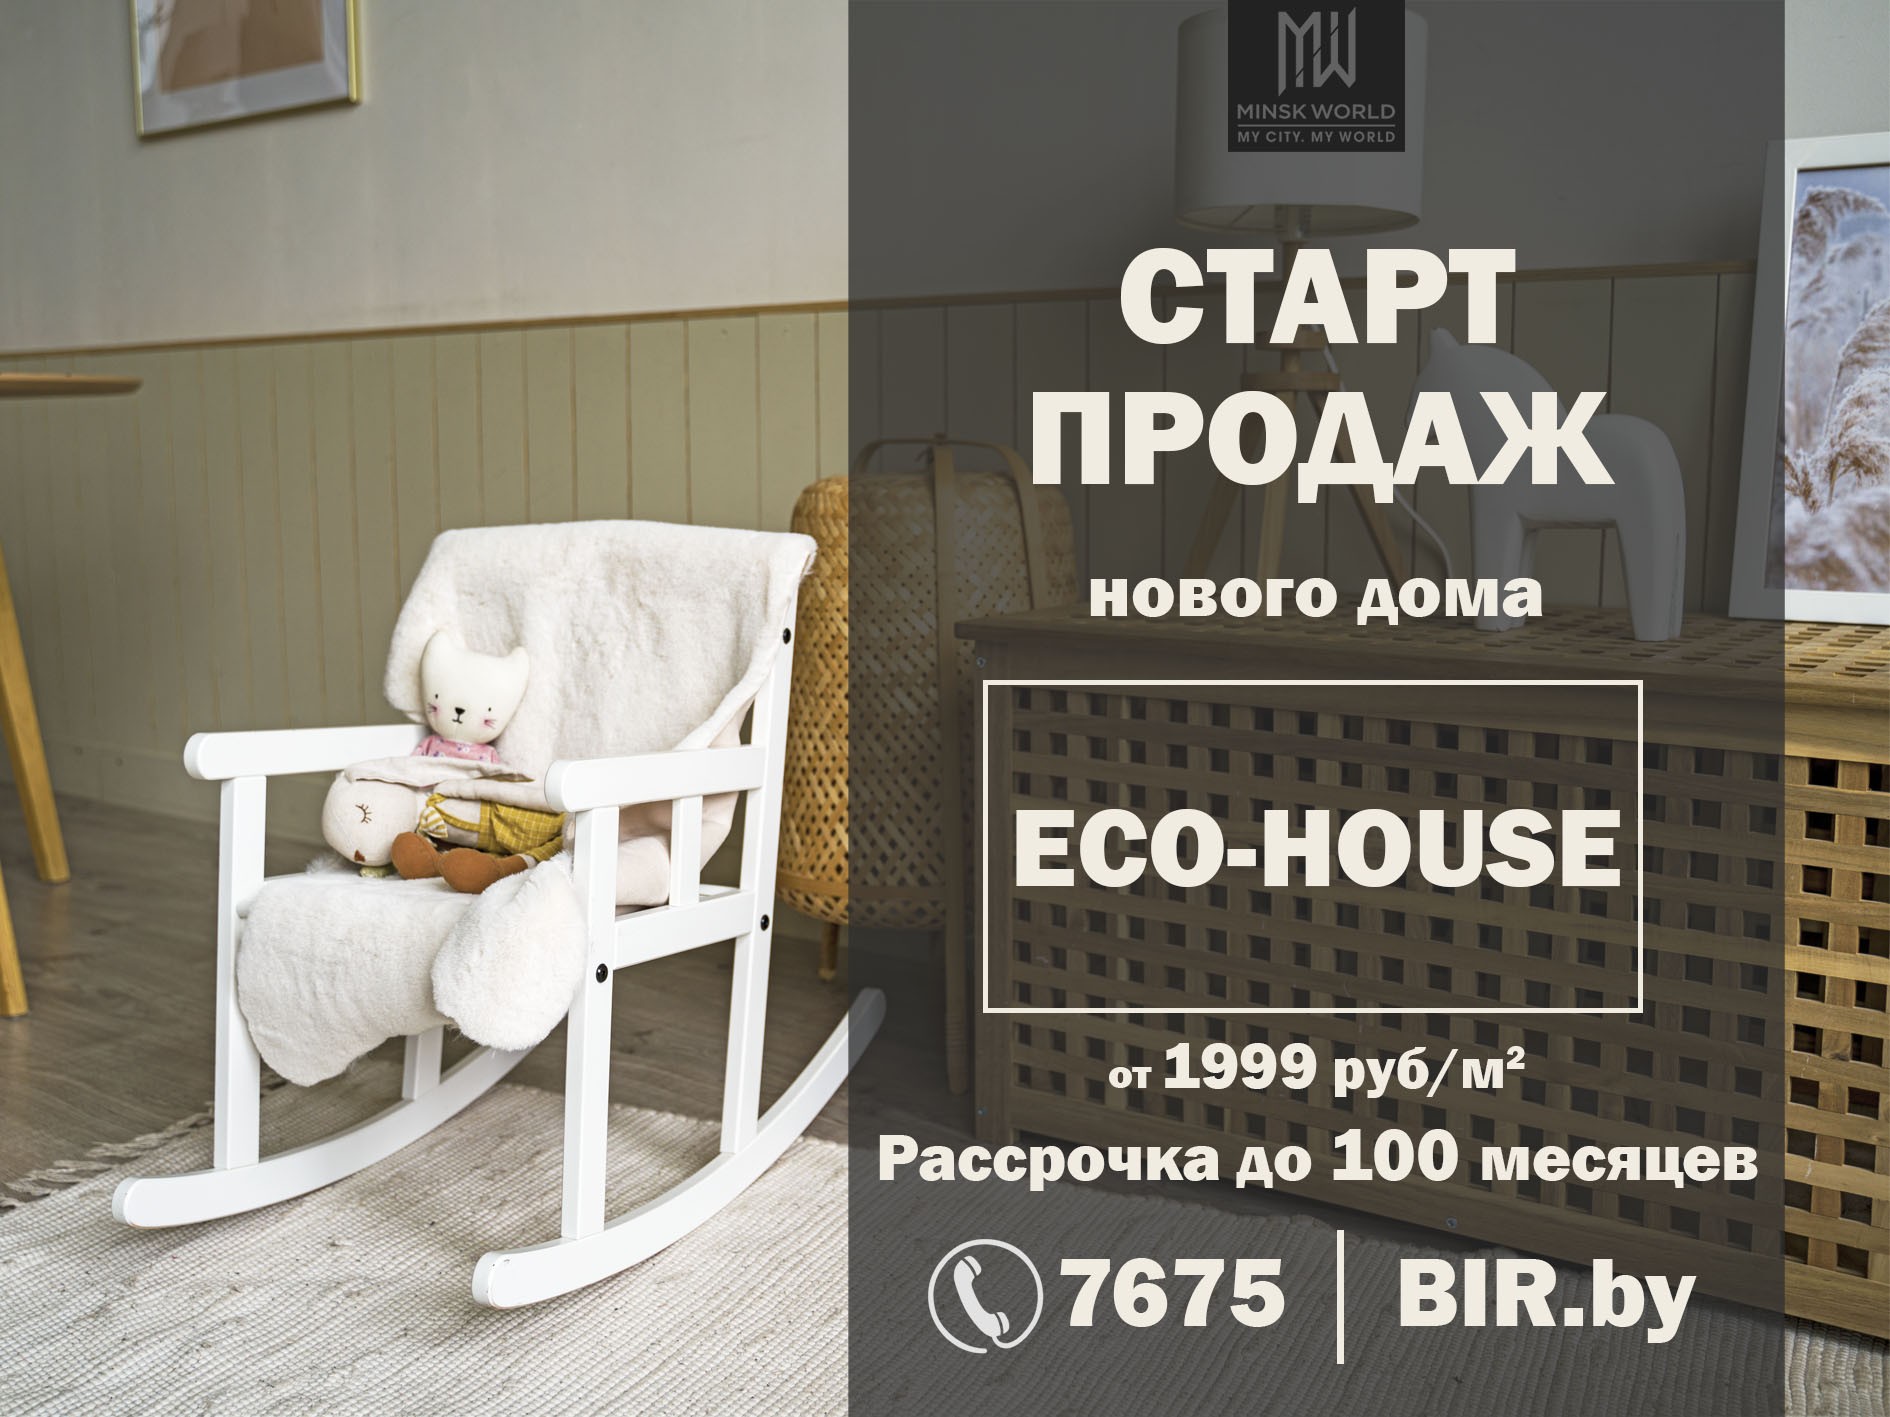 MW
MINSK WORLD
MY CITY. MY WORLD
СТАРТ
ПРОДАЖ
нового дома
ECO-HOUSE
от 1999 руб/м²
Рассрочка до 100 месяцев
7675
BIR.by